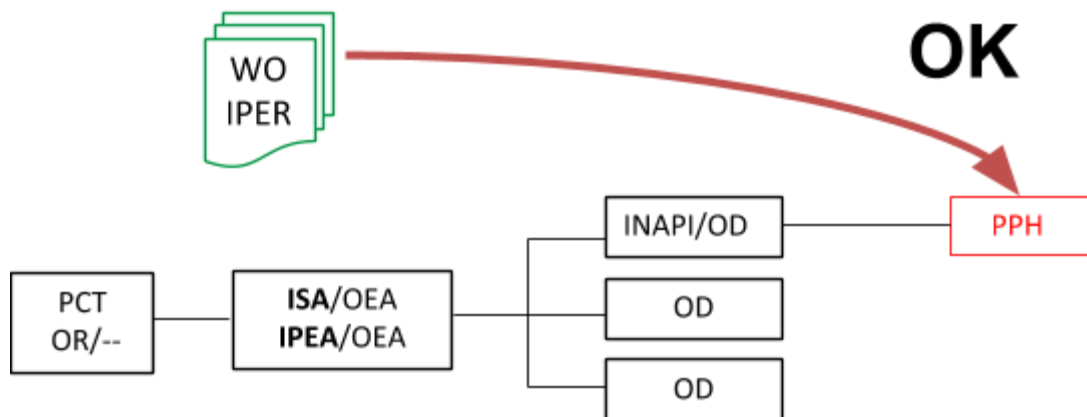 WO
IPER
OK
INAPI/OD
PPH
PCT
OR/--
ISA/OEA
IPEA/OEA
OD
OD